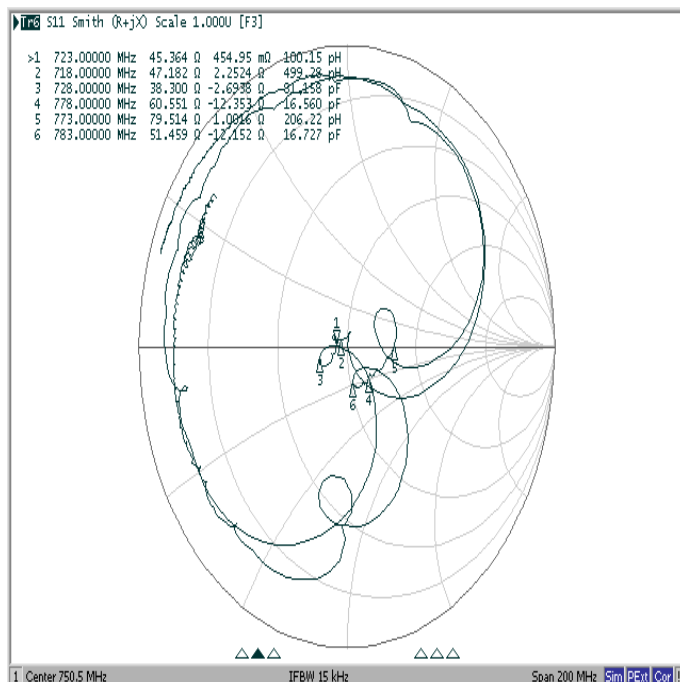 Tr6 S11 Smith (R+jX) Scale 1.000U [F3]
>1 723.00000 MHz 45.364 Ω 454.95 mΩ 100.15 pH
2 718.00000 MHz 47.182 Ω 2.2524 Ω 499.28 pH
3 728.00000 MHz 38.300 Ω -2.6938 Ω 81.158 pF
4 778.00000 MHz 60.551 Ω -12.353 Ω 16.560 pF
5 773.00000 MHz 79.514 Ω 1.0016 Ω 206.22 pH
6 783.00000 MHz 51.459 Ω -12.152 Ω 16.727 pF
1
2
3
5
6
4
1 Center 750.5 MHz IFBW 15 kHz Span 200 MHz Sim PExt Cor